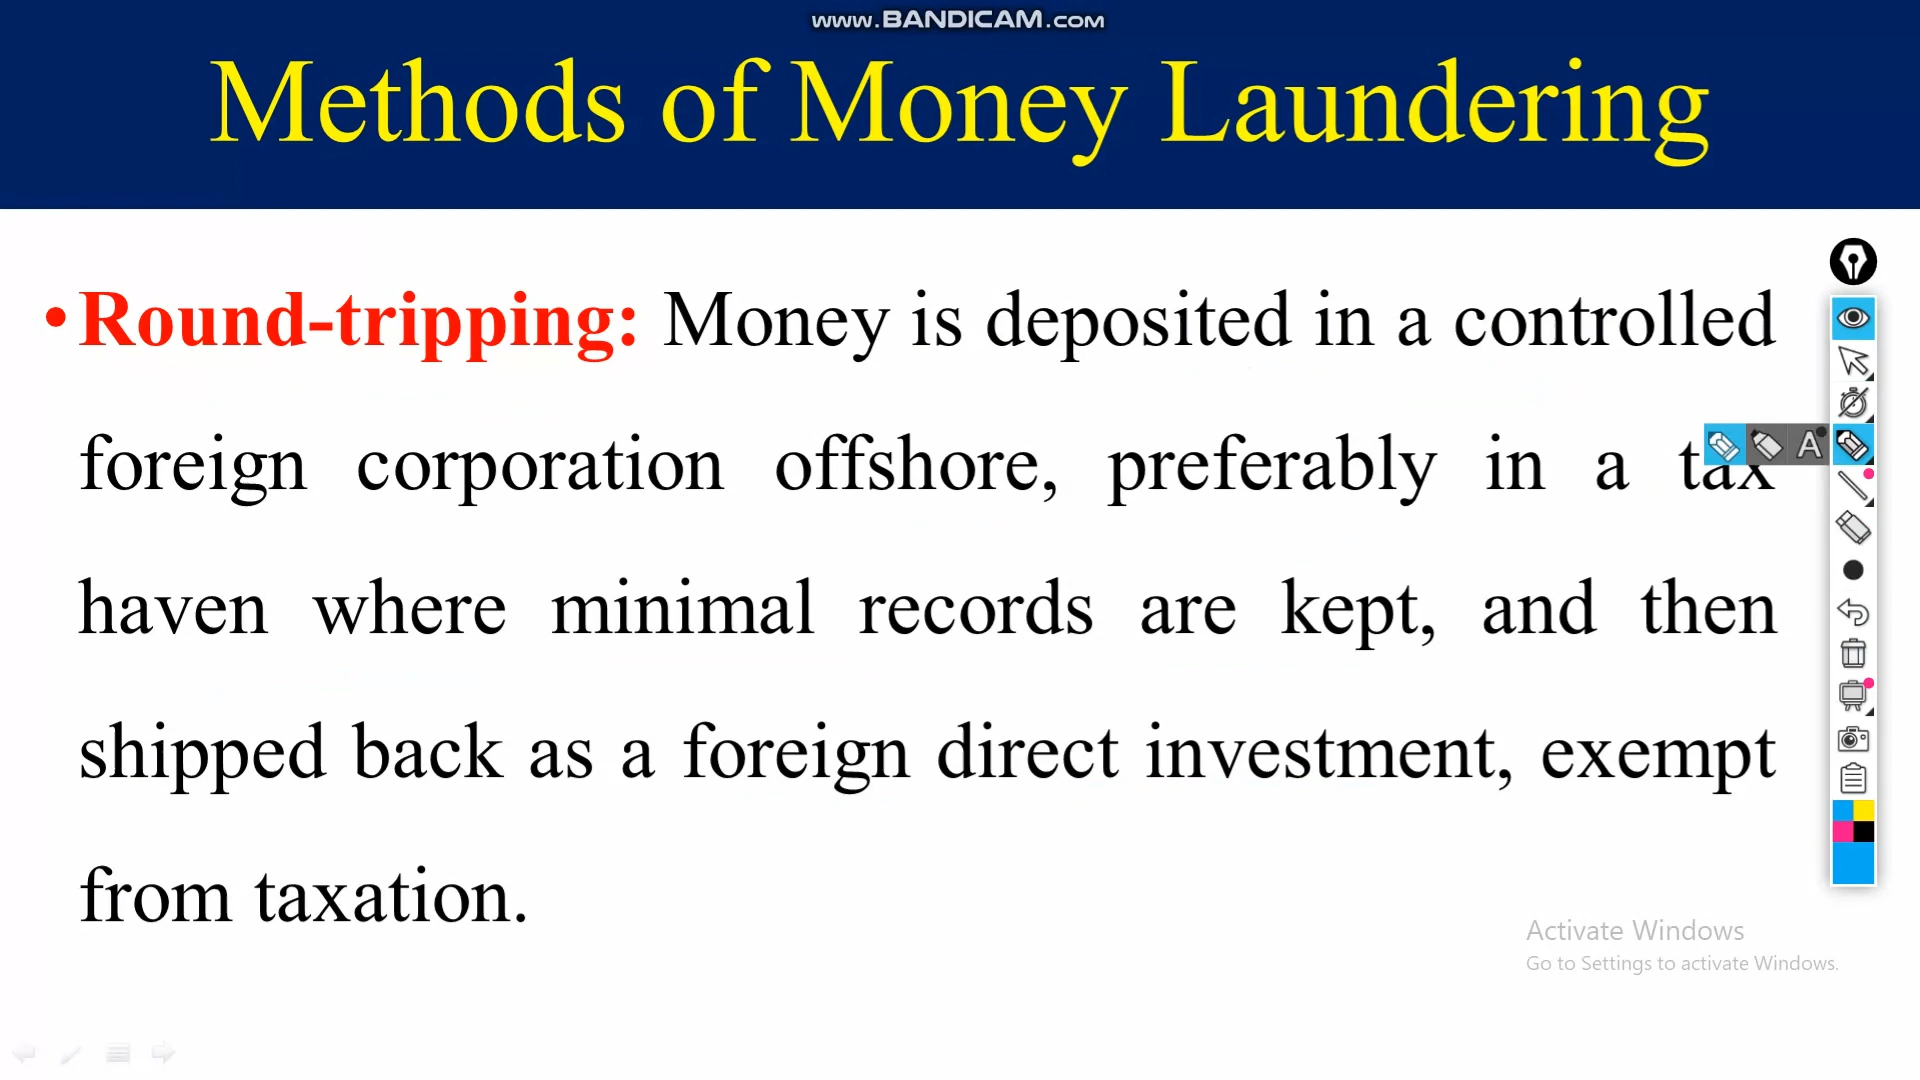 www.BANDICAM.com
Methods of Money Laundering
•Round-tripping: Money is deposited in a controlled
foreign corporation offshore, preferably in a tax
A
haven where minimal records are kept, and then
shipped back as a foreign direct investment, exempt
from taxation.
Activate Windows
Go to Settings to activate Windows.